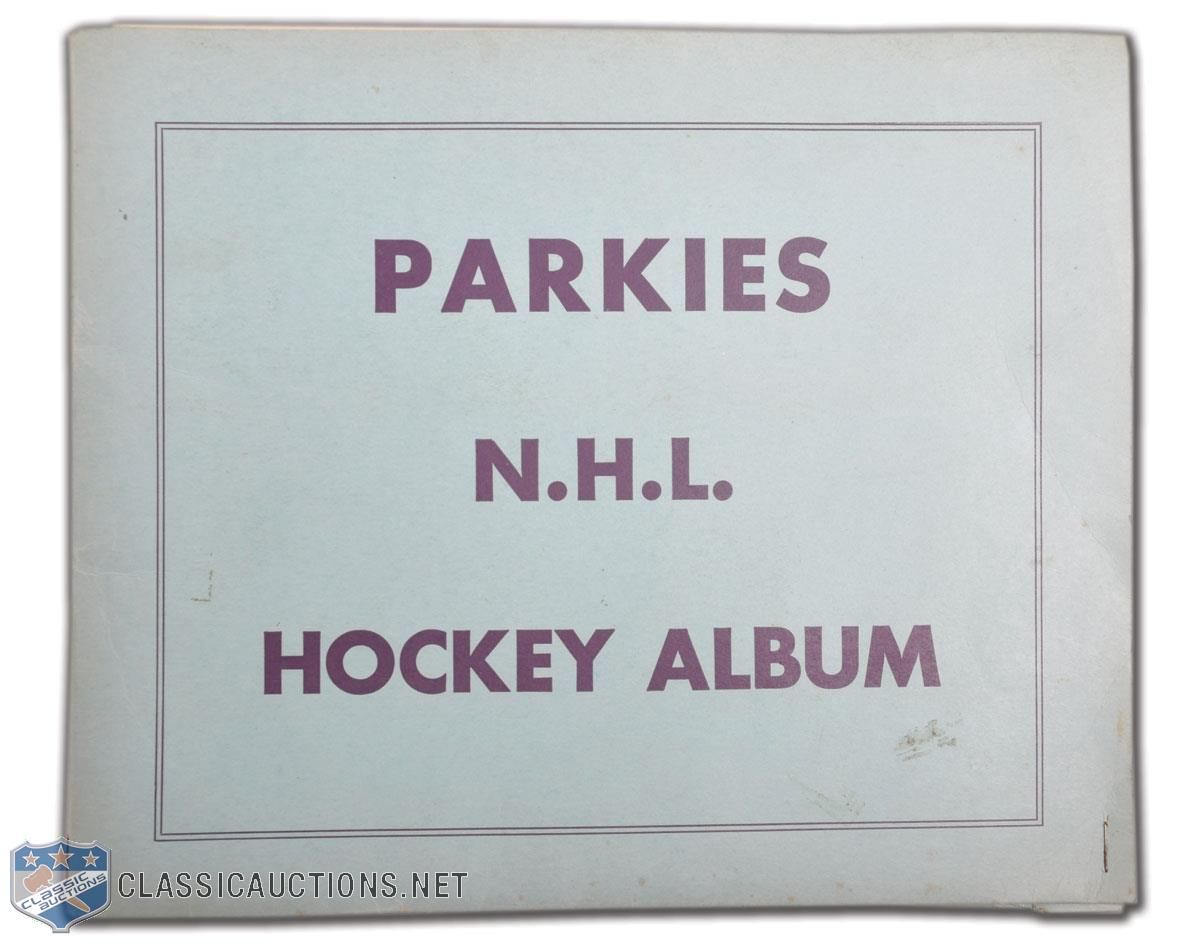 PARKIES
N.H.L.
HOCKEY ALBUM
CLASSIC
AUCTIONS
CLASSICAUCTIONS.NET